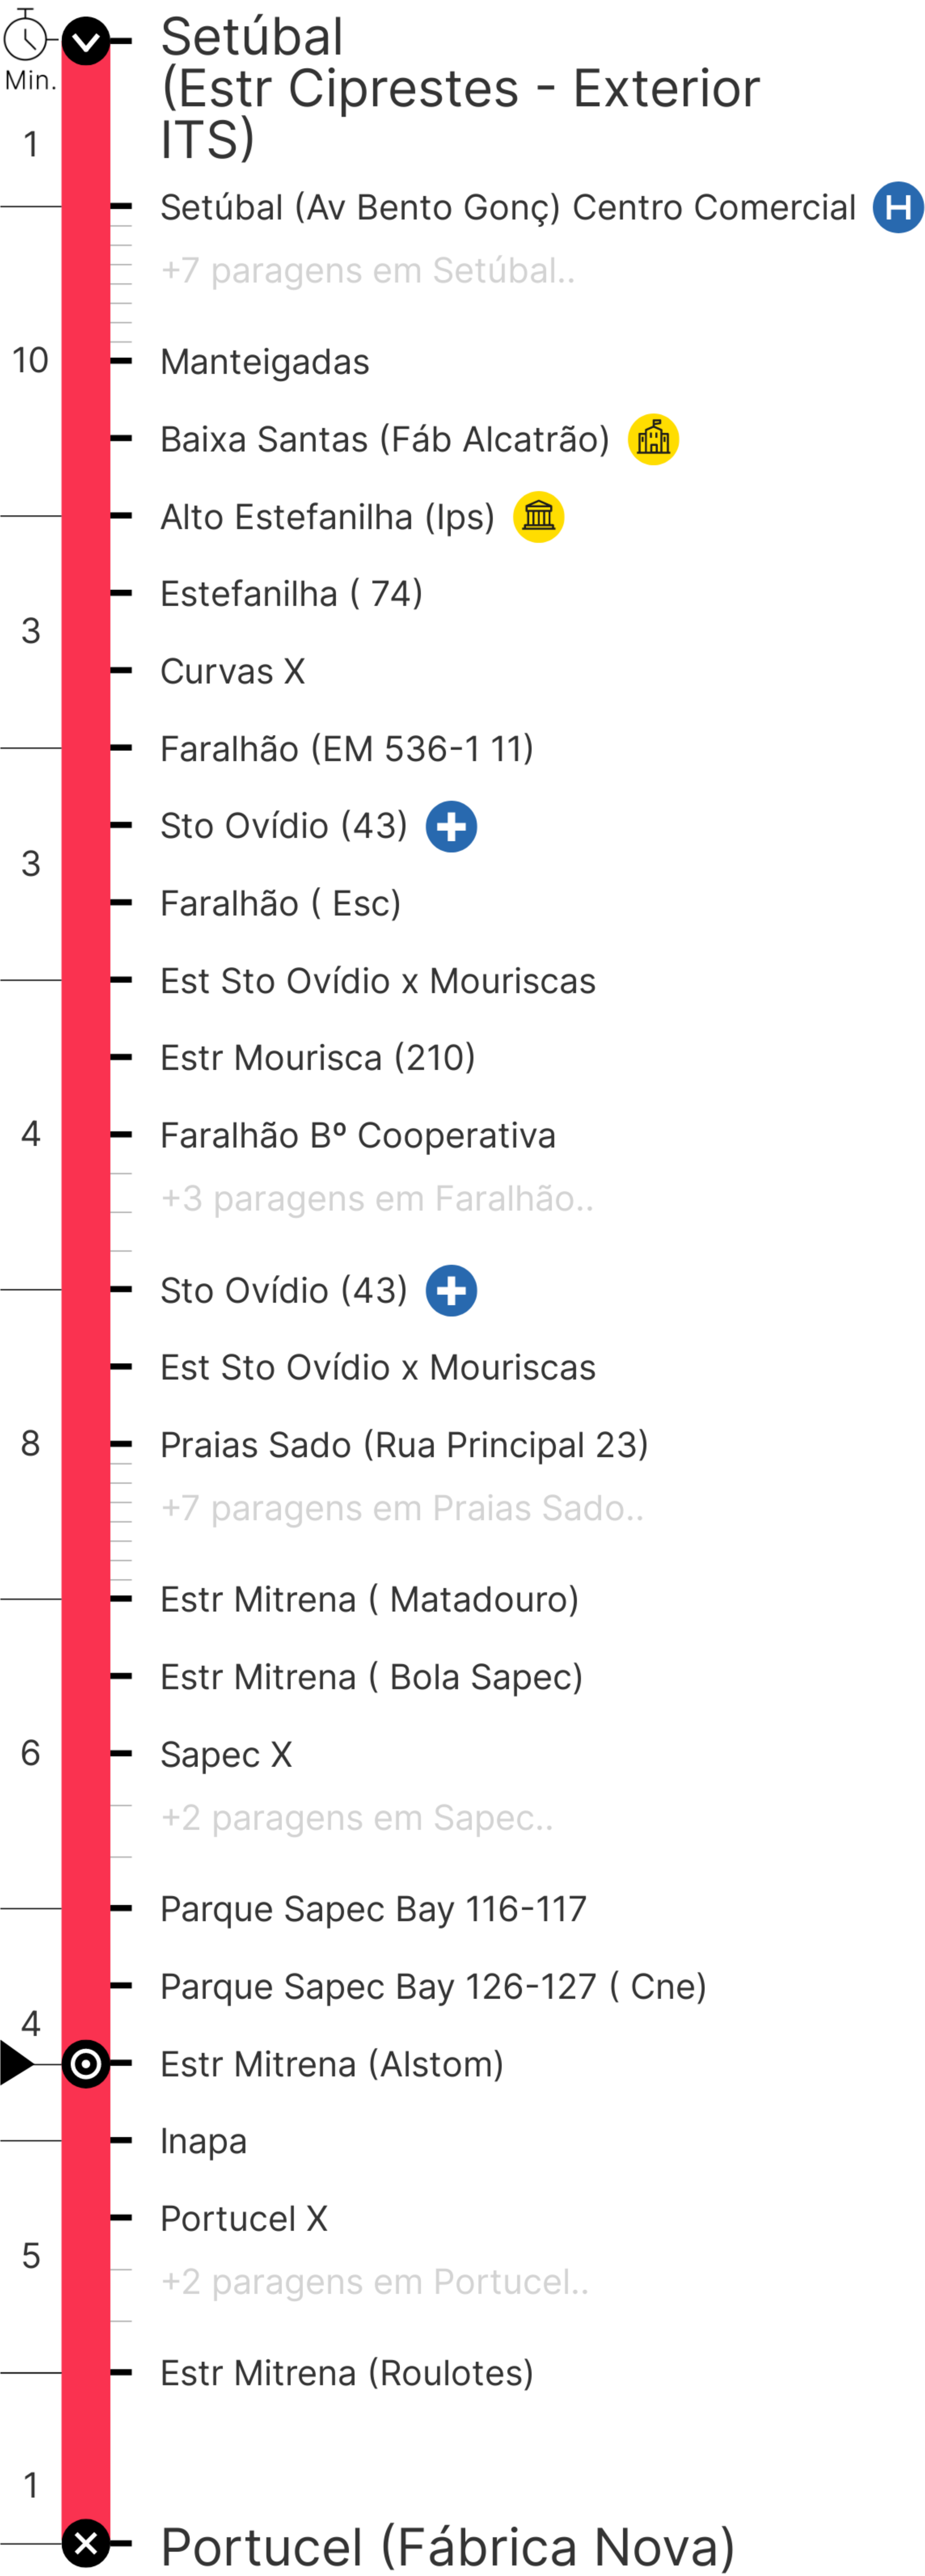 Setúbal
(Estr Ciprestes - Exterior
ITS)
Min.
1
Setúbal (Av Bento Gonç) Centro Comercial H
+7 paragens em Setúbal..
10
Manteigadas
Baixa Santas (Fáb Alcatrão)
Alto Estefanilha (Ips)
Estefanilha ( 74)
3
Curvas X
Faralhão (EM 536-1 11)
Sto Ovídio (43)
3
Faralhão ( Esc)
Est Sto Ovídio x Mouriscas
Estr Mourisca (210)
4
Faralhão Bº Cooperativa
+3 paragens em Faralhão..
Sto Ovídio (43)
Est Sto Ovídio x Mouriscas
8
Praias Sado (Rua Principal 23)
+7 paragens em Praias Sado..
Estr Mitrena ( Matadouro)
Estr Mitrena ( Bola Sapec)
6
Sapec X
+2 paragens em Sapec..
Parque Sapec Bay 116-117
Parque Sapec Bay 126-127 ( Cne)
4
Estr Mitrena (Alstom)
Inapa
Portucel X
5
+2 paragens em Portucel..
Estr Mitrena (Roulotes)
1
Portucel (Fábrica Nova)